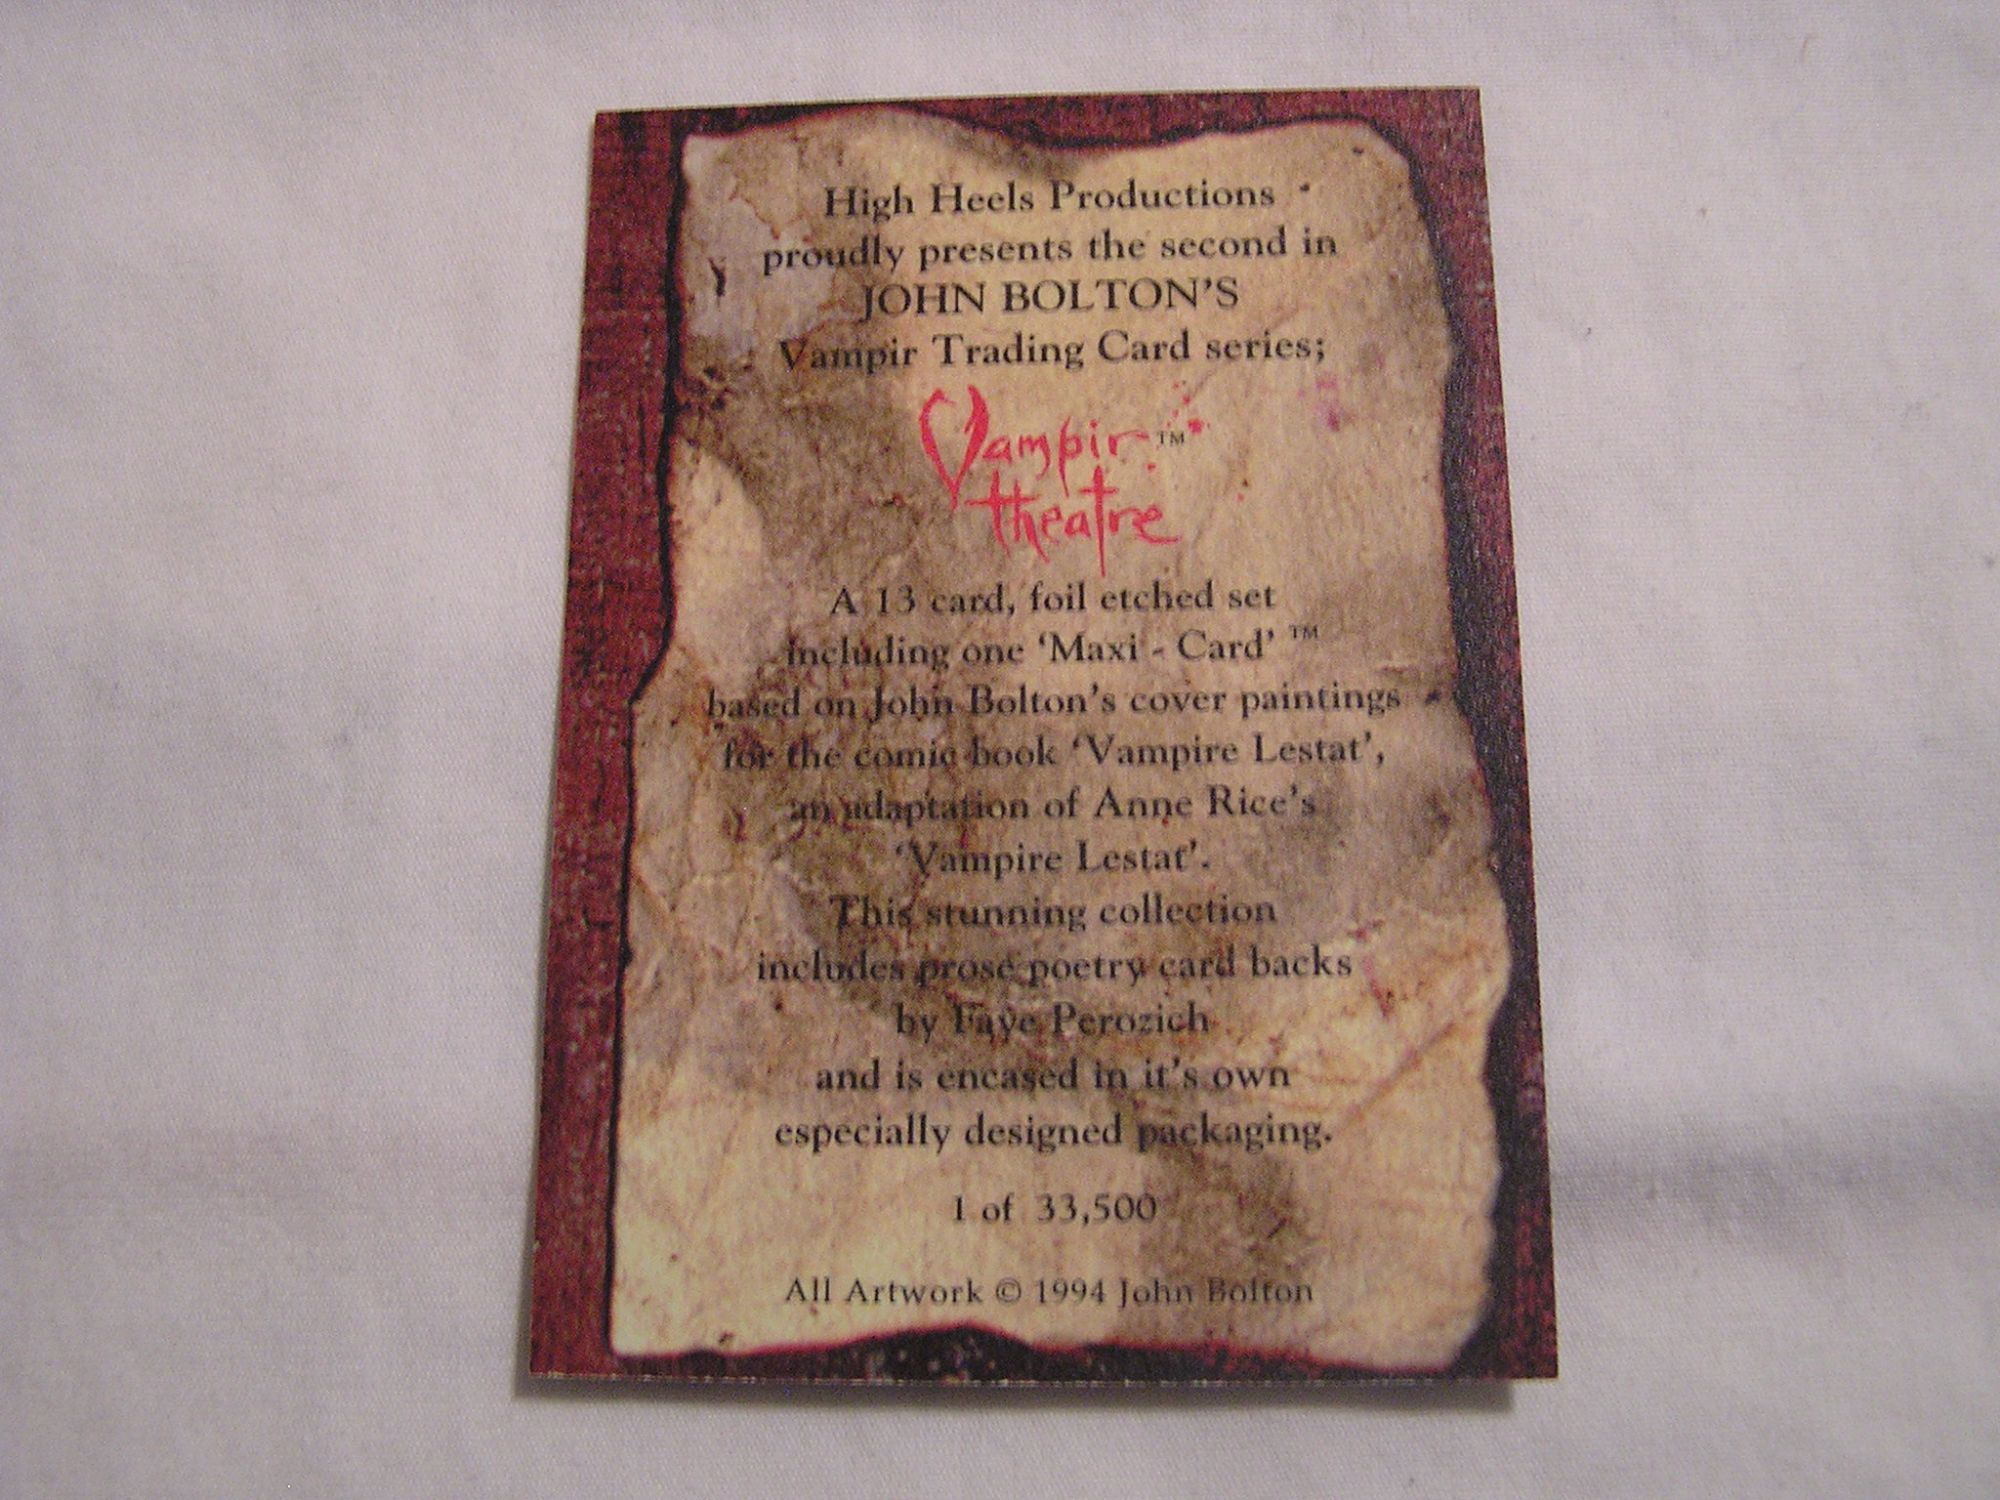 High Heels Productions
proudly presents the second in
JOHN BOLTON'S
Vampir Trading Card series;
Vampir ™
theatre
A 13 card, foil etched set
including one ‘Maxi - Card’ ™
based on John Bolton's cover paintings
for the comic book ‘Vampire Lestat’,
an adaptation of Anne Rice's
‘Vampire Lestat’.
This stunning collection
includes prose poetry card backs
by Faye Perozich
and is encased in it's own
especially designed packaging.
1 of 33,500
All Artwork © 1994 John Bolton